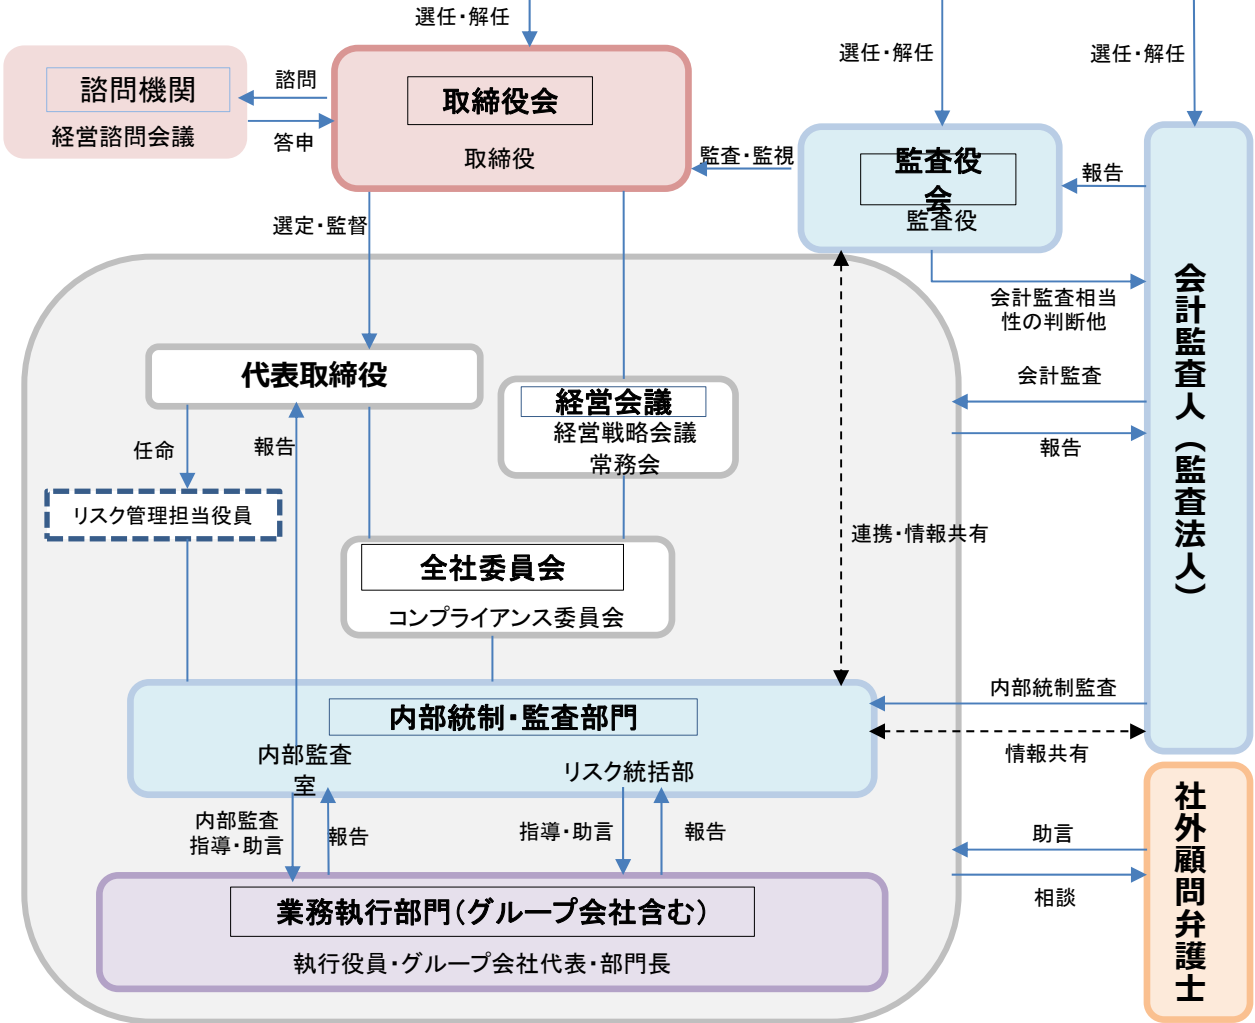 選任・解任
選任・解任
選任・解任
諮問機関
経営諮問会議
諮問
答申
取締役会
取締役
監査・監視
監査役
会
監査役
報告
選定・監督
会計監査相当
性の判断他
会計監査人（監査法人）
代表取締役
経営会議
経営戦略会議
常務会
会計監査
報告
任命
報告
リスク管理担当役員
連携・情報共有
全社委員会
コンプライアンス委員会
内部統制監査
内部統制・監査部門
情報共有
内部監査
室
リスク統括部
内部監査
指導・助言
報告
指導・助言
報告
助言
相談
社外顧問弁護士
業務執行部門（グループ会社含む）
執行役員・グループ会社代表・部門長